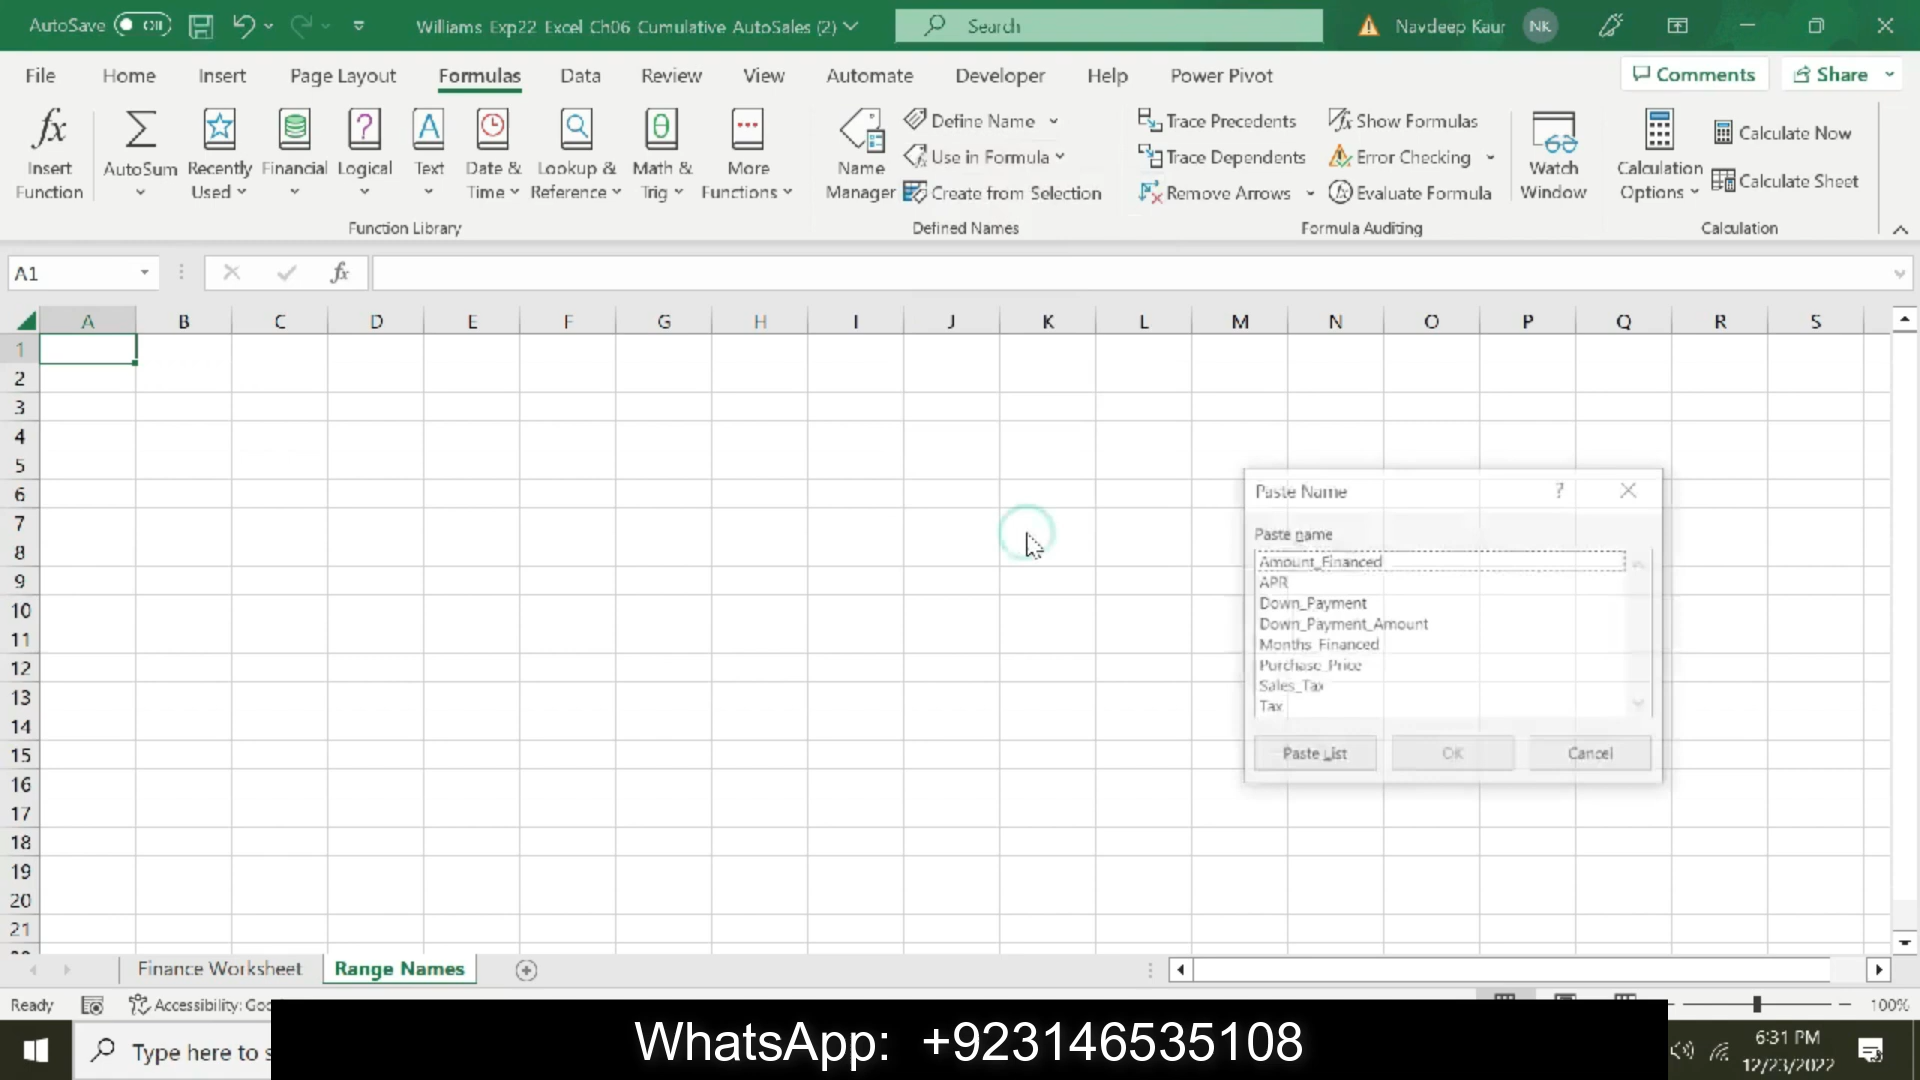 AutoSave Off Williams Exp22 Excel Ch06 Cumulative AutoSales (2) Search Navdeep Kaur NK
File Home Insert Page Layout Formulas Data Review View Automate Developer Help Power Pivot Comments Share
Insert Function
AutoSum
Recently Used
Financial
Logical
Text
Date & Time
Lookup & Reference
Math & Trig
More Functions
Function Library
Name Manager
Define Name
Use in Formula
Create from Selection
Defined Names
Trace Precedents
Trace Dependents
Remove Arrows
Show Formulas
Error Checking
Evaluate Formula
Formula Auditing
Watch Window
Calculation Options
Calculate Now
Calculate Sheet
Calculation
A1 fx
A B C D E F G H I J K L M N O P Q R S
1
2
3
4
5
6
7
8
9
10
11
12
13
14
15
16
17
18
19
20
21
Paste Name ?
Paste name
Amount_Financed
APR
Down_Payment
Down_Payment_Amount
Months_Financed
Purchase_Price
Sales_Tax
Tax
Paste List OK Cancel
Finance Worksheet Range Names
Ready Accessibility: 100%
Type here to
WhatsApp: +923146535108
6:31 PM
12/23/2022